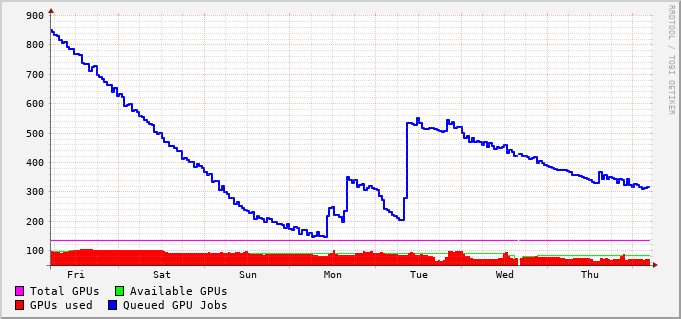 900
800
700
600
500
400
300
200
100
Fri Sat Sun Mon Tue Wed Thu
RRDTOOL / TOBI OETIKER
Total GPUs Available GPUs
GPUs used Queued GPU Jobs